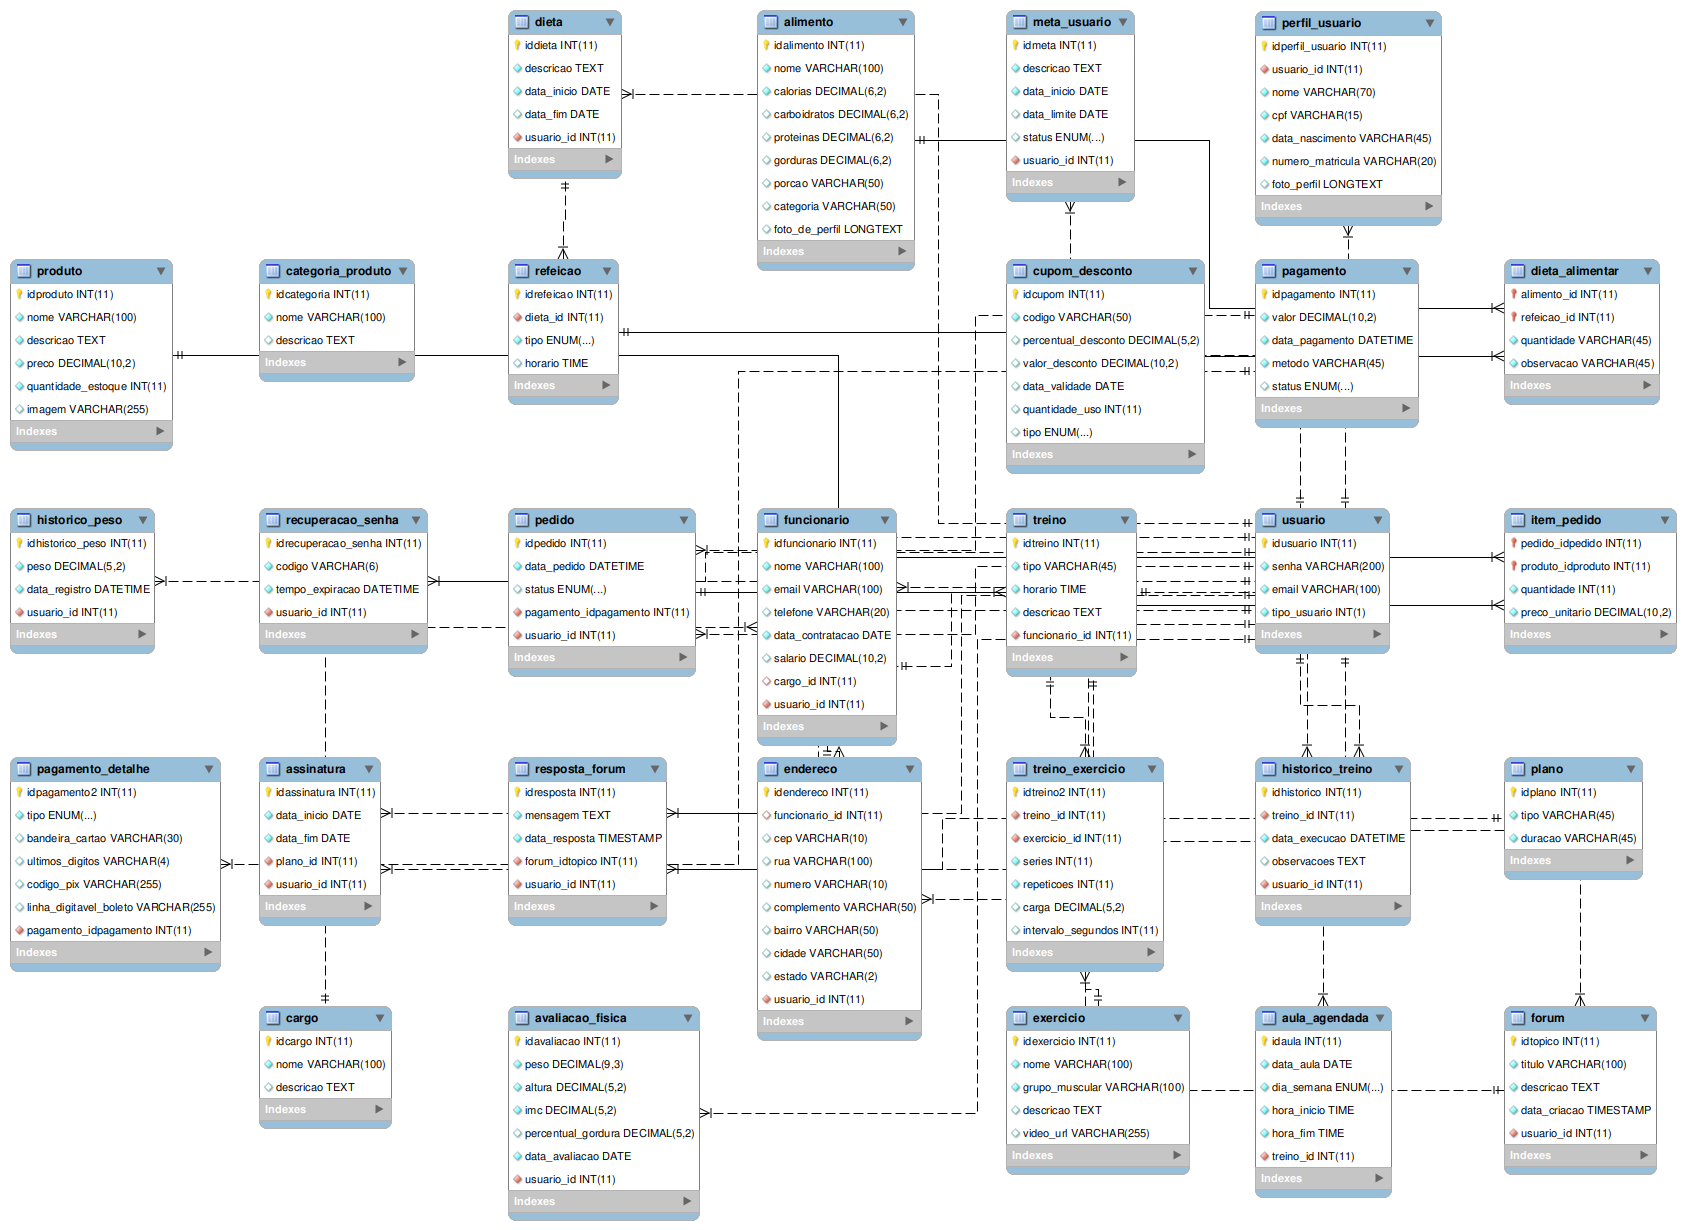 dieta
iddieta INT(11)
descricao TEXT
data_inicio DATE
data_fim DATE
usuario_id INT(11)
Indexes
alimento
idalimento INT(11)
nome VARCHAR(100)
calorias DECIMAL(6,2)
carboidratos DECIMAL(6,2)
proteinas DECIMAL(6,2)
gorduras DECIMAL(6,2)
porcao VARCHAR(50)
categoria VARCHAR(50)
foto_de_perfil LONGTEXT
Indexes
meta_usuario
idmeta INT(11)
descricao TEXT
data_inicio DATE
data_limite DATE
status ENUM(...)
usuario_id INT(11)
Indexes
perfil_usuario
idperfil_usuario INT(11)
usuario_id INT(11)
nome VARCHAR(70)
cpf VARCHAR(15)
data_nascimento VARCHAR(45)
numero_matricula VARCHAR(20)
foto_perfil LONGTEXT
Indexes
produto
idproduto INT(11)
nome VARCHAR(100)
descricao TEXT
preco DECIMAL(10,2)
quantidade_estoque INT(11)
imagem VARCHAR(255)
Indexes
categoria_produto
idcategoria INT(11)
nome VARCHAR(100)
descricao TEXT
Indexes
refeicao
idrefeicao INT(11)
dieta_id INT(11)
tipo ENUM(...)
horario TIME
Indexes
cupom_desconto
idcupom INT(11)
codigo VARCHAR(50)
percentual_desconto DECIMAL(5,2)
valor_desconto DECIMAL(10,2)
data_validade DATE
quantidade_uso INT(11)
tipo ENUM(...)
Indexes
pagamento
idpagamento INT(11)
valor DECIMAL(10,2)
data_pagamento DATETIME
metodo VARCHAR(45)
status ENUM(...)
Indexes
dieta_alimentar
alimento_id INT(11)
refeicao_id INT(11)
quantidade VARCHAR(45)
observacao VARCHAR(45)
Indexes
historico_peso
idhistorico_peso INT(11)
peso DECIMAL(5,2)
data_registro DATETIME
usuario_id INT(11)
Indexes
recuperacao_senha
idrecuperacao_senha INT(11)
codigo VARCHAR(6)
tempo_expiracao DATETIME
usuario_id INT(11)
Indexes
pedido
idpedido INT(11)
data_pedido DATETIME
status ENUM(...)
pagamento_idpagamento INT(11)
usuario_id INT(11)
Indexes
funcionario
idfuncionario INT(11)
nome VARCHAR(100)
email VARCHAR(100)
telefone VARCHAR(20)
data_contratacao DATE
salario DECIMAL(10,2)
cargo_id INT(11)
usuario_id INT(11)
Indexes
treino
idtreino INT(11)
tipo VARCHAR(45)
horario TIME
descricao TEXT
funcionario_id INT(11)
Indexes
usuario
idusuario INT(11)
senha VARCHAR(200)
email VARCHAR(100)
tipo_usuario INT(1)
Indexes
item_pedido
pedido_idpedido INT(11)
produto_idproduto INT(11)
quantidade INT(11)
preco_unitario DECIMAL(10,2)
Indexes
pagamento_detalhe
idpagamento2 INT(11)
tipo ENUM(...)
bandeira_cartao VARCHAR(30)
ultimos_digitos VARCHAR(4)
codigo_pix VARCHAR(255)
linha_digitavel_boleto VARCHAR(255)
pagamento_idpagamento INT(11)
Indexes
assinatura
idassinatura INT(11)
data_inicio DATE
data_fim DATE
plano_id INT(11)
usuario_id INT(11)
Indexes
resposta_forum
idresposta INT(11)
mensagem TEXT
data_resposta TIMESTAMP
forum_idtopico INT(11)
usuario_id INT(11)
Indexes
endereco
idendereco INT(11)
funcionario_id INT(11)
cep VARCHAR(10)
rua VARCHAR(100)
numero VARCHAR(10)
complemento VARCHAR(50)
bairro VARCHAR(50)
cidade VARCHAR(50)
estado VARCHAR(2)
usuario_id INT(11)
Indexes
treino_exercicio
idtreino2 INT(11)
treino_id INT(11)
exercicio_id INT(11)
series INT(11)
repeticoes INT(11)
carga DECIMAL(5,2)
intervalo_segundos INT(11)
Indexes
historico_treino
idhistorico INT(11)
treino_id INT(11)
data_execucao DATETIME
observacoes TEXT
usuario_id INT(11)
Indexes
plano
idplano INT(11)
tipo VARCHAR(45)
duracao VARCHAR(45)
Indexes
cargo
idcargo INT(11)
nome VARCHAR(100)
descricao TEXT
Indexes
avaliacao_fisica
idavaliacao INT(11)
peso DECIMAL(9,3)
altura DECIMAL(5,2)
imc DECIMAL(5,2)
percentual_gordura DECIMAL(5,2)
data_avaliacao DATE
usuario_id INT(11)
Indexes
exercicio
idexercicio INT(11)
nome VARCHAR(100)
grupo_muscular VARCHAR(100)
descricao TEXT
video_url VARCHAR(255)
Indexes
aula_agendada
idaula INT(11)
data_aula DATE
dia_semana ENUM(...)
hora_inicio TIME
hora_fim TIME
treino_id INT(11)
Indexes
forum
idtopico INT(11)
titulo VARCHAR(100)
descricao TEXT
data_criacao TIMESTAMP
usuario_id INT(11)
Indexes